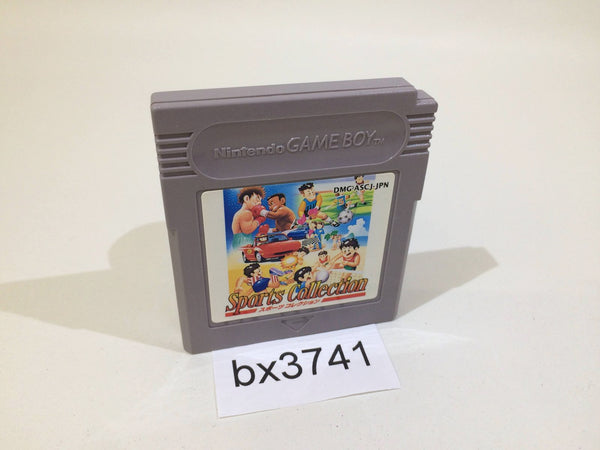 Nintendo GAME BOY TM
DMG-ASCJ-JPN
Sports Collection
スポーツ コレクション
bx3741